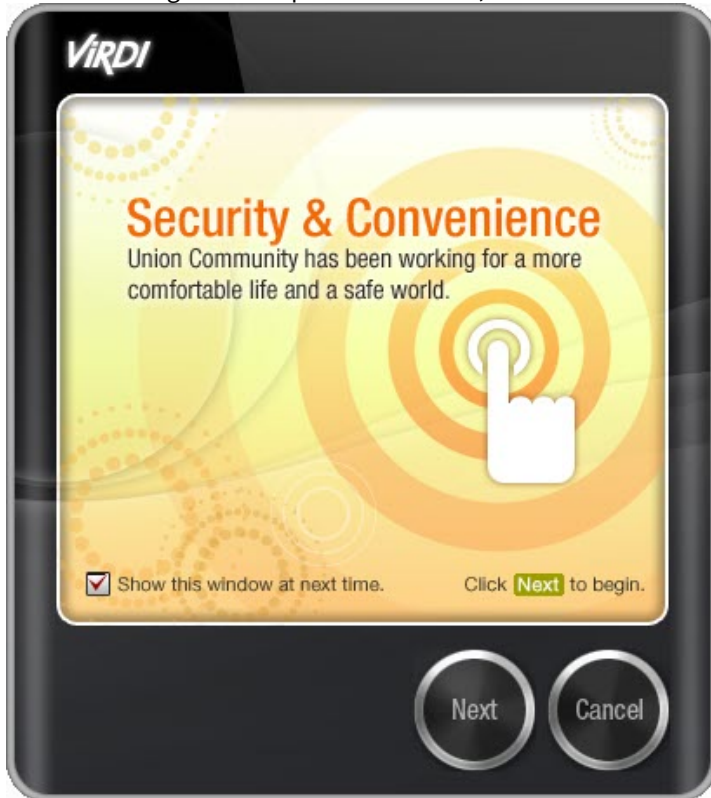 ViRDI
Security & Convenience
Union Community has been working for a more
comfortable life and a safe world.
Show this window at next time.
Click Next to begin.
Next
Cancel